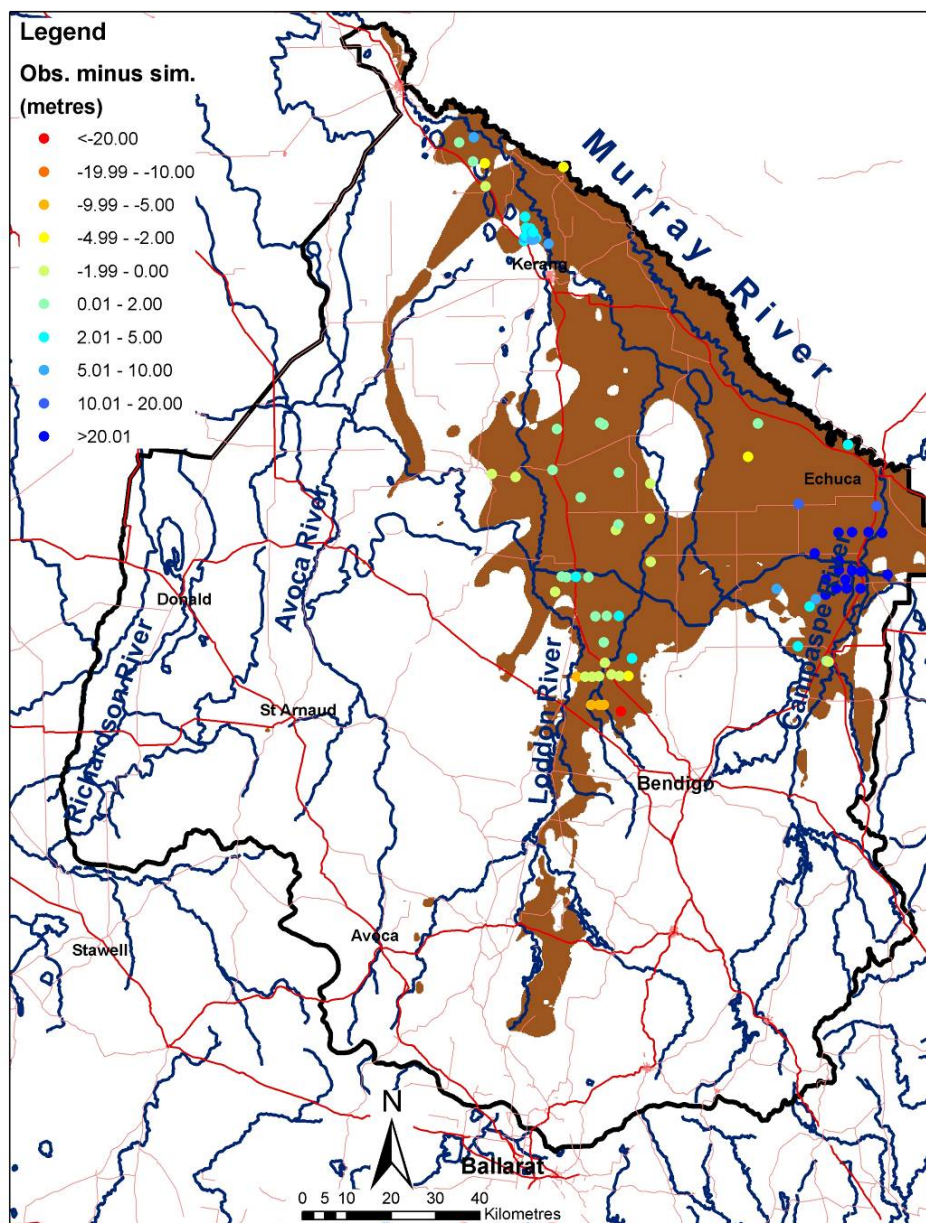 Legend
Obs. minus sim.
(metres)
<-20.00
-19.99 - -10.00
-9.99 - -5.00
-4.99 - -2.00
-1.99 - 0.00
0.01 - 2.00
2.01 - 5.00
5.01 - 10.00
10.01 - 20.00
>20.01
Murray River
Kerang
Echuca
Avoca River
Campaspe River
Donald
Richardson River
Loddon River
St Arnaud
Bendigo
Avoca
Stawell
N
Ballarat
0 5 10 20 30 40
Kilometres